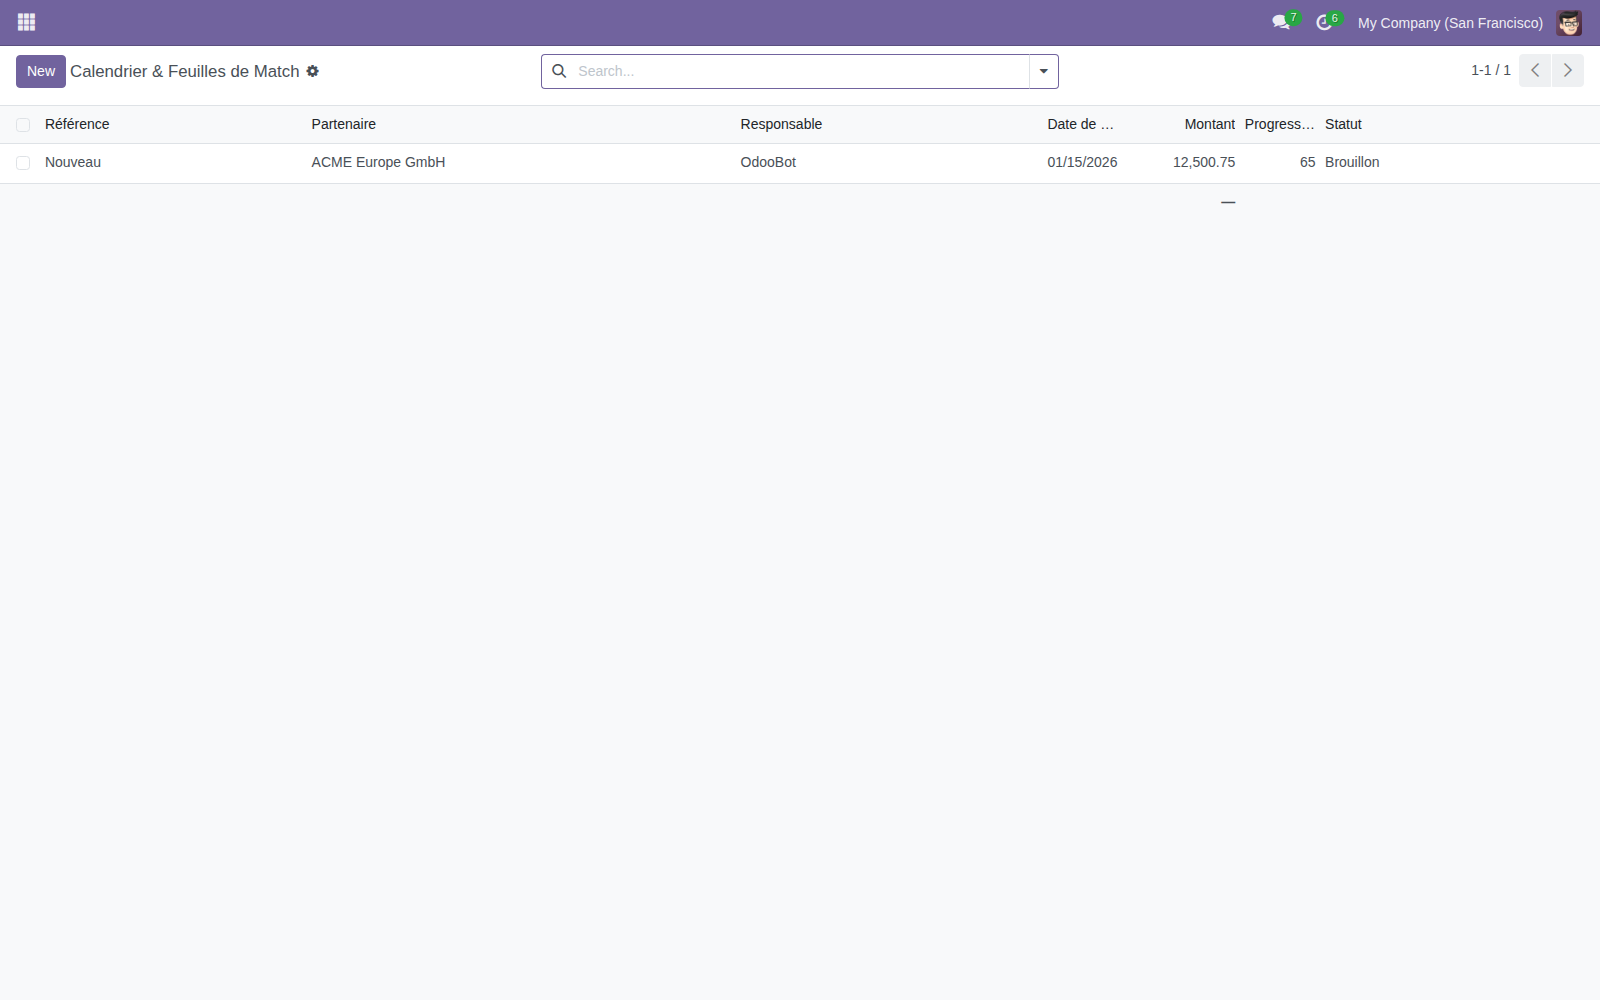 7 6 My Company (San Francisco)
New Calendrier & Feuilles de Match Search... 1-1 / 1
Référence Partenaire Responsable Date de … Montant Progress… Statut
Nouveau ACME Europe GmbH OdooBot 01/15/2026 12,500.75 65 Brouillon
—